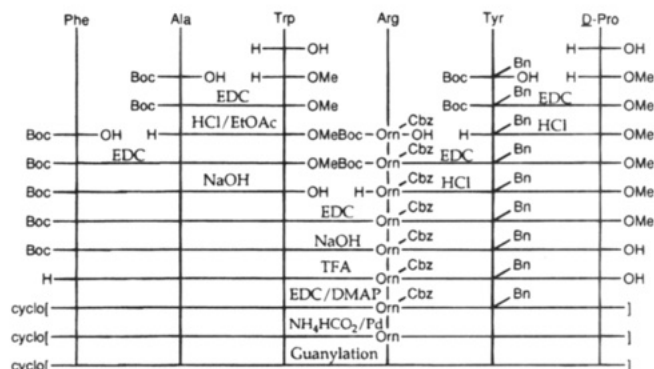 Phe Ala Trp Arg Tyr D-Pro
H OH
Boc OH H OMe Boc Bn OH H OMe
Boc EDC OMe Boc Bn EDC OMe
Boc OH H HCl/EtOAc OMe Boc Orn Cbz OH H Bn HCl OMe
Boc EDC OMe Boc Orn Cbz EDC Bn OMe
Boc NaOH OH H Orn Cbz HCl Bn OMe
Boc EDC Orn Cbz Bn OMe
Boc NaOH Orn Cbz Bn OH
H TFA Orn Cbz Bn OH
cyclo[ EDC/DMAP Orn Cbz Bn ]
cyclo[ NH4HCO2/Pd Orn ]
cyclo[ Guanylation ]